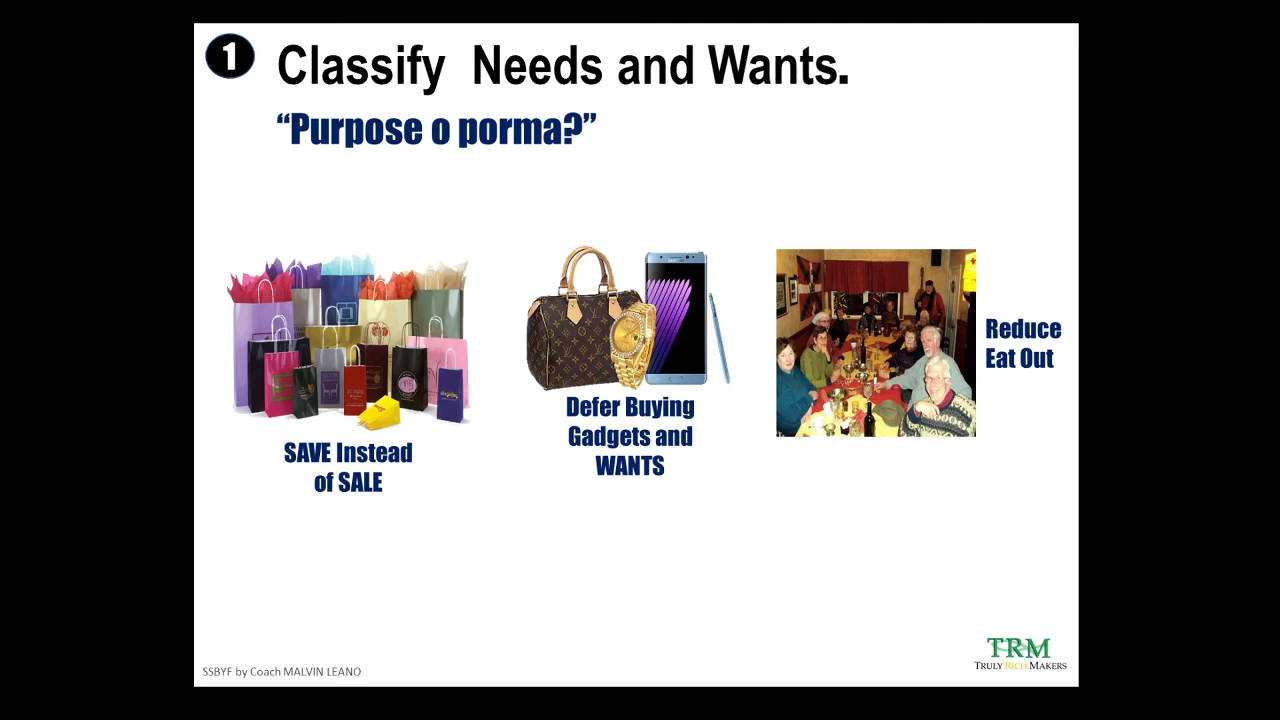 1
Classify Needs and Wants.
“Purpose o porma?”
SAVE Instead
of SALE
Defer Buying
Gadgets and
WANTS
Reduce
Eat Out
SSBYF by Coach MALVIN LEANO
TRM
TRULY RICH MAKERS